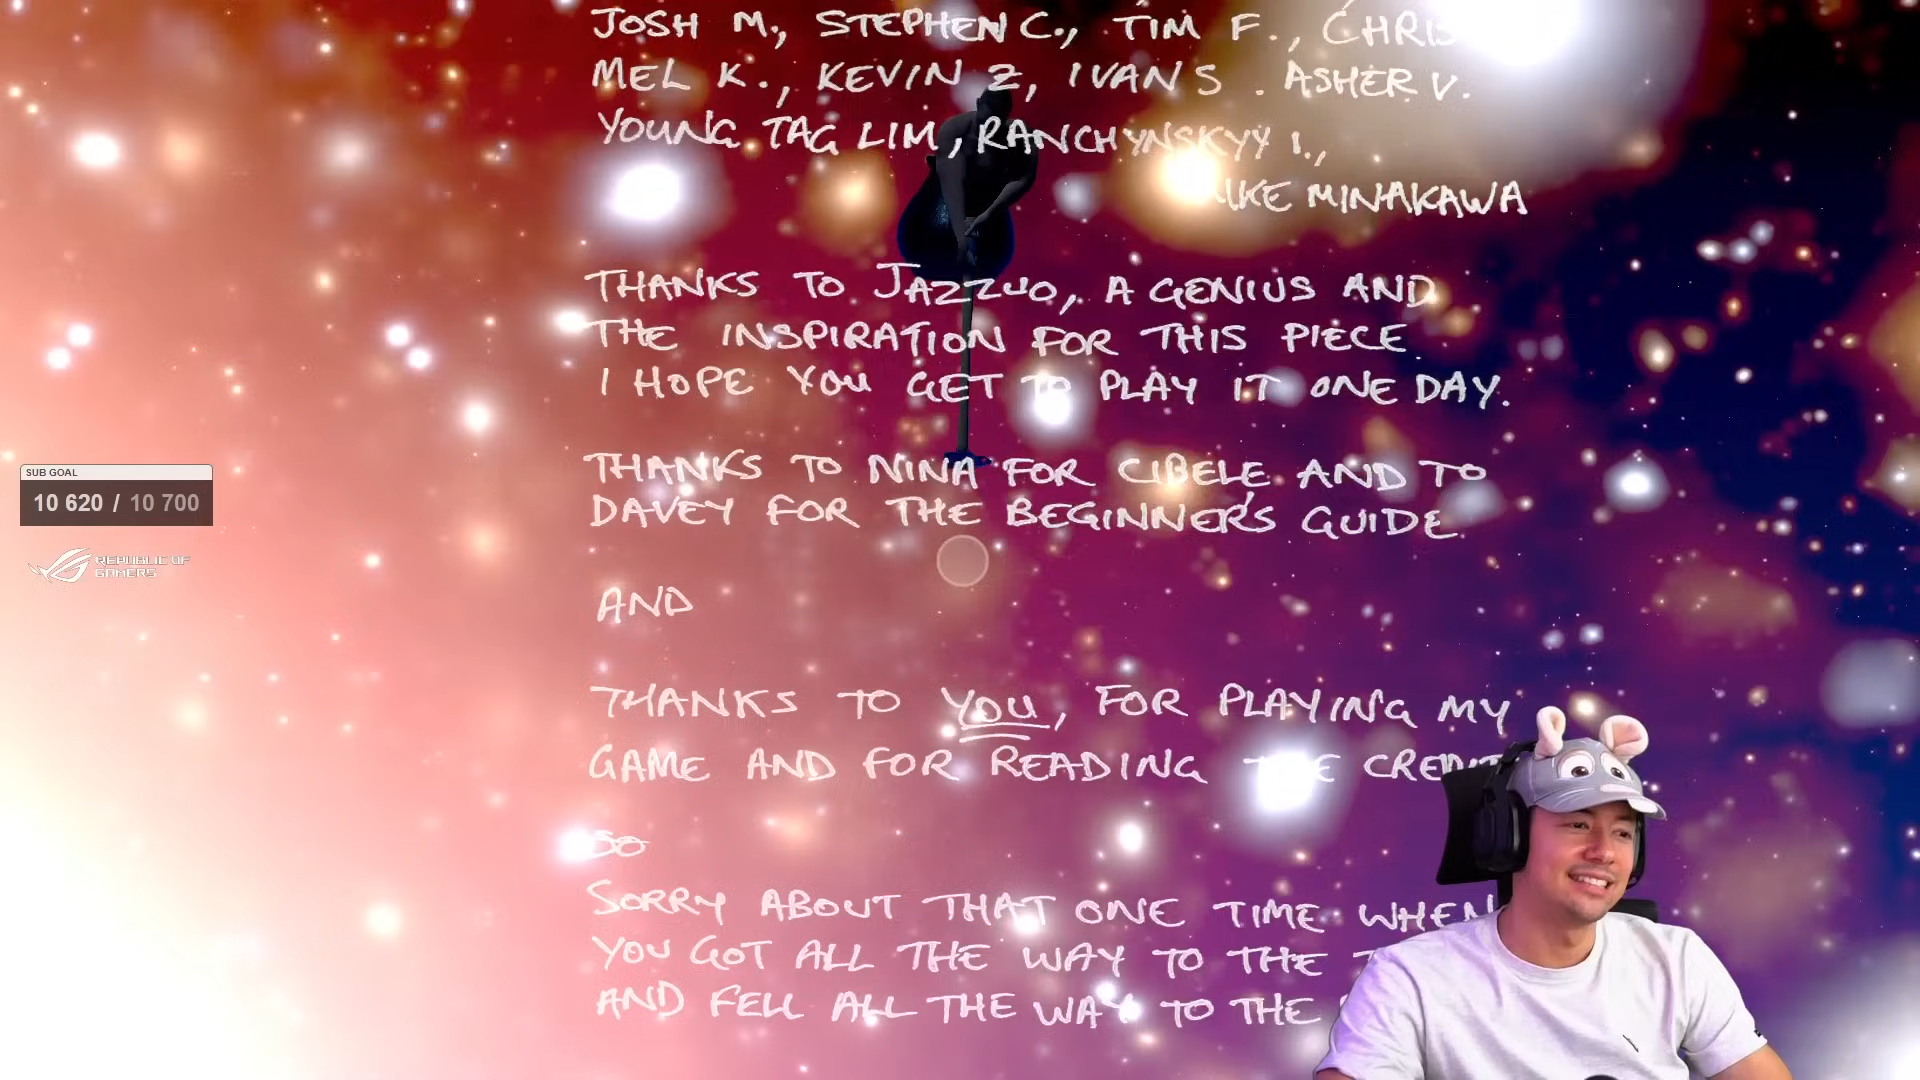 JOSH M., STEPHEN C., TIM F., CHRIS
MEL K., KEVIN Z, IVAN S. ASHER V.
YOUNG TAG LIM, RANCHYNSKYY I.,
MINAKAWA
THANKS TO JAZZUO, A GENIUS AND
THE INSPIRATION FOR THIS PIECE
I HOPE YOU GET TO PLAY IT ONE DAY.
THANKS TO NINA FOR CIBELE AND TO
DAVEY FOR THE BEGINNER'S GUIDE.
AND
THANKS TO YOU, FOR PLAYING MY
GAME AND FOR READING THE
SO
SORRY ABOUT THAT ONE TIME WHEN
YOU GOT ALL THE WAY TO THE
AND FELL ALL THE WAY TO THE
SUB GOAL
10 620 / 10 700
REPUBLIC OF
GAMERS